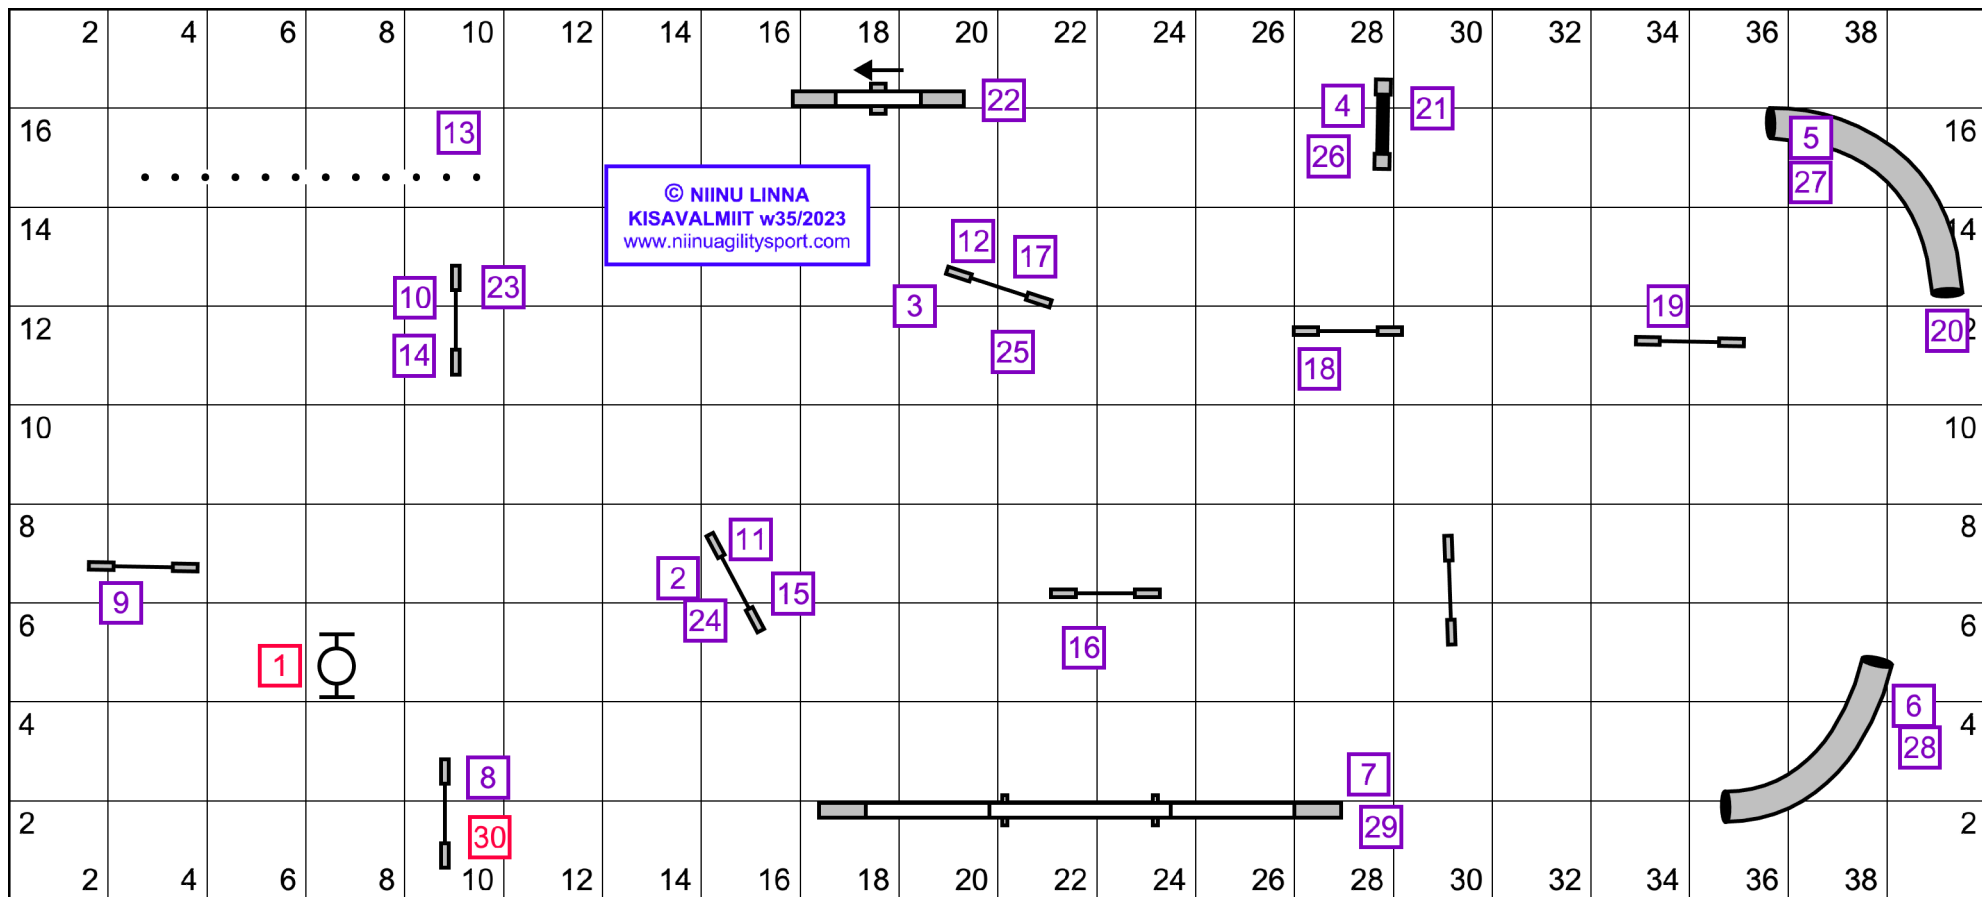 2 4 6 8 10 12 14 16 18 20 22 24 26 28 30 32 34 36 38
22
4 21
16 13 5 16
26
27
© NIINU LINNA
KISAVALMIIT w35/2023
www.niinuagilitysport.com
14 12 17 14
10 23 3 19
12 14 25 18 20 2
10 10
8 11 8
2 15
9 24
6 16 6
1
4 6 4
28
8 7
2 30 29 2
2 4 6 8 10 12 14 16 18 20 22 24 26 28 30 32 34 36 38